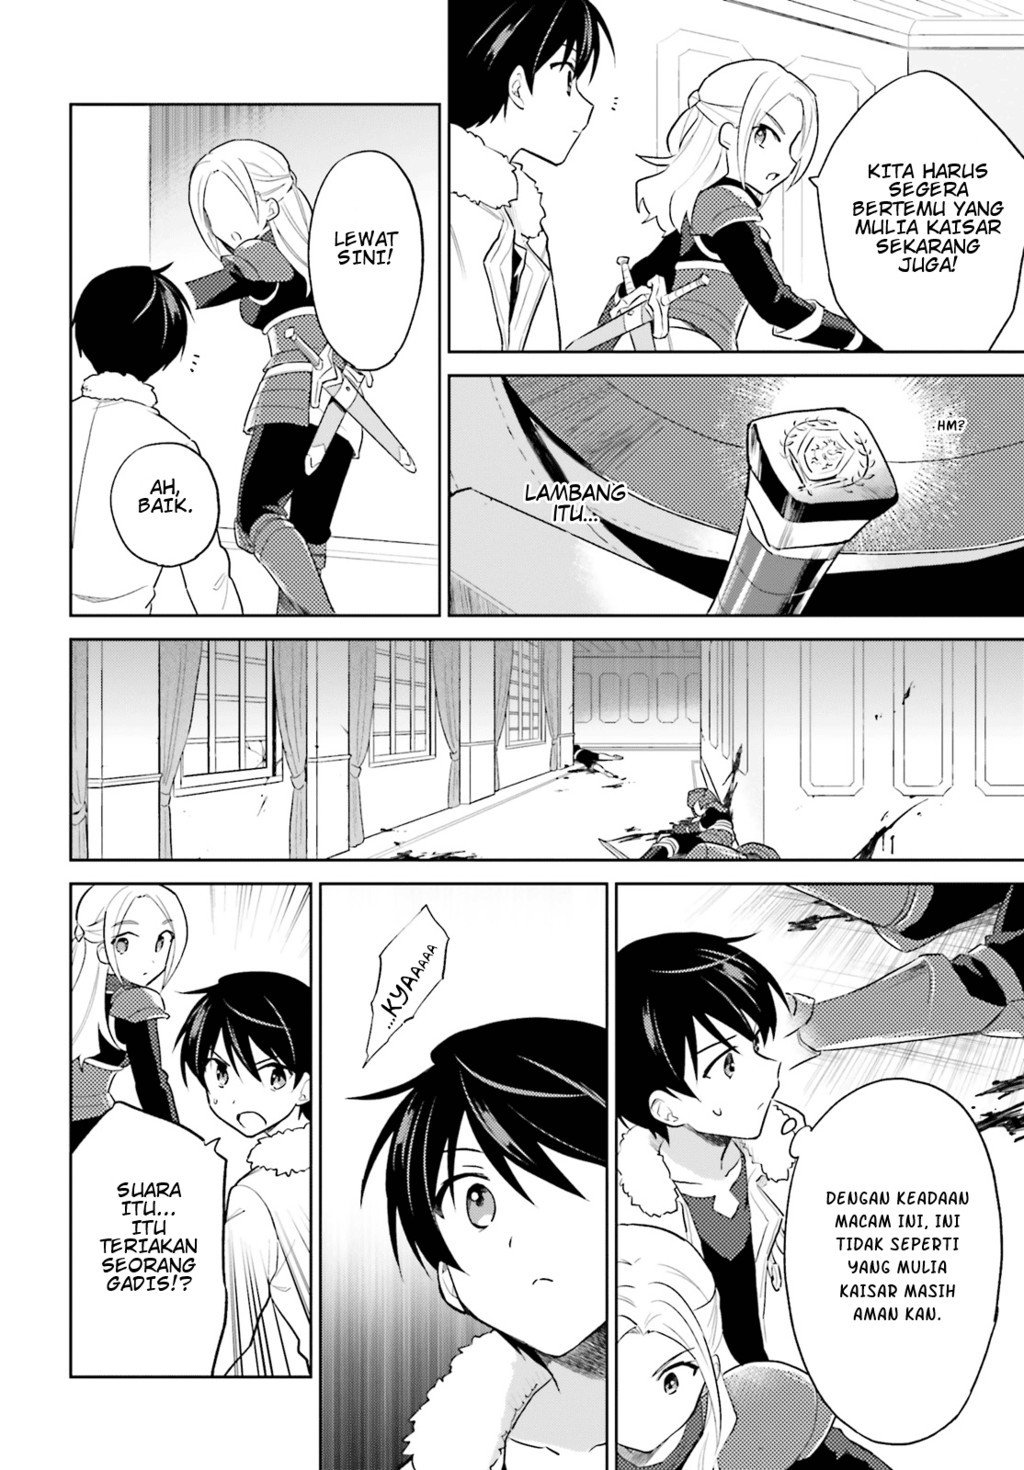 KITA HARUS
SEGERA
BERTEMU YANG
MULIA KAISAR
SEKARANG
JUGA!
LEWAT
SINI!
AH,
BAIK.
HM?
LAMBANG
ITU...
DENGAN KEADAAN
MACAM INI, INI
TIDAK SEPERTI
YANG MULIA
KAISAR MASIH
AMAN KAN.
...KYAAAAAA
SUARA
ITU...
ITU
TERIAKAN
SEORANG
GADIS!?